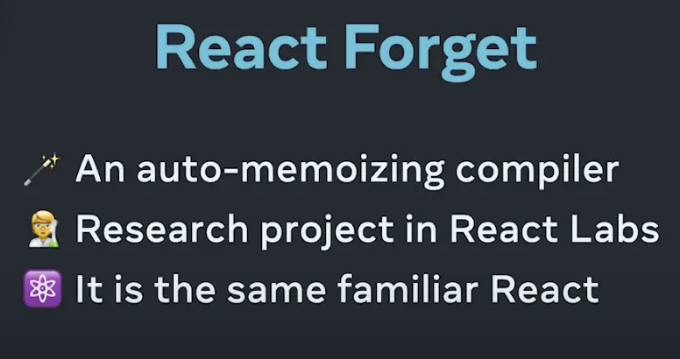 React Forget
🪄 An auto-memoizing compiler
🧑‍🔬 Research project in React Labs
⚛️ It is the same familiar React